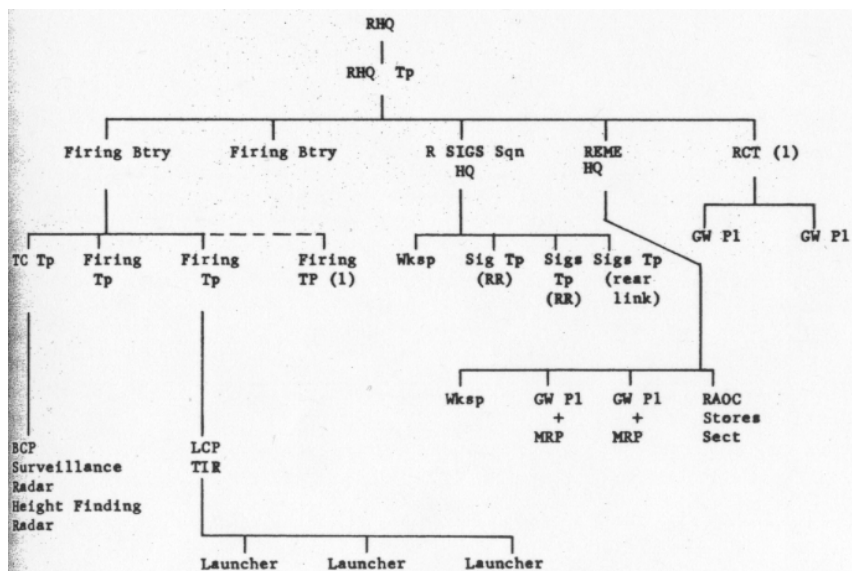 RHQ
RHQ Tp
Firing Btry
Firing Btry
R SIGS Sqn
HQ
REME
HQ
RCT (1)
GW Pl
GW Pl
TC Tp
Firing
Tp
Firing
Tp
Firing
TP (1)
Wksp
Sig Tp
(RR)
Sigs
Tp
(RR)
Sigs Tp
(rear
link)
Wksp
GW Pl
+
MRP
GW Pl
+
MRP
RAOC
Stores
Sect
BCP
Surveillance
Radar
Height Finding
Radar
LCP
TIR
Launcher
Launcher
Launcher